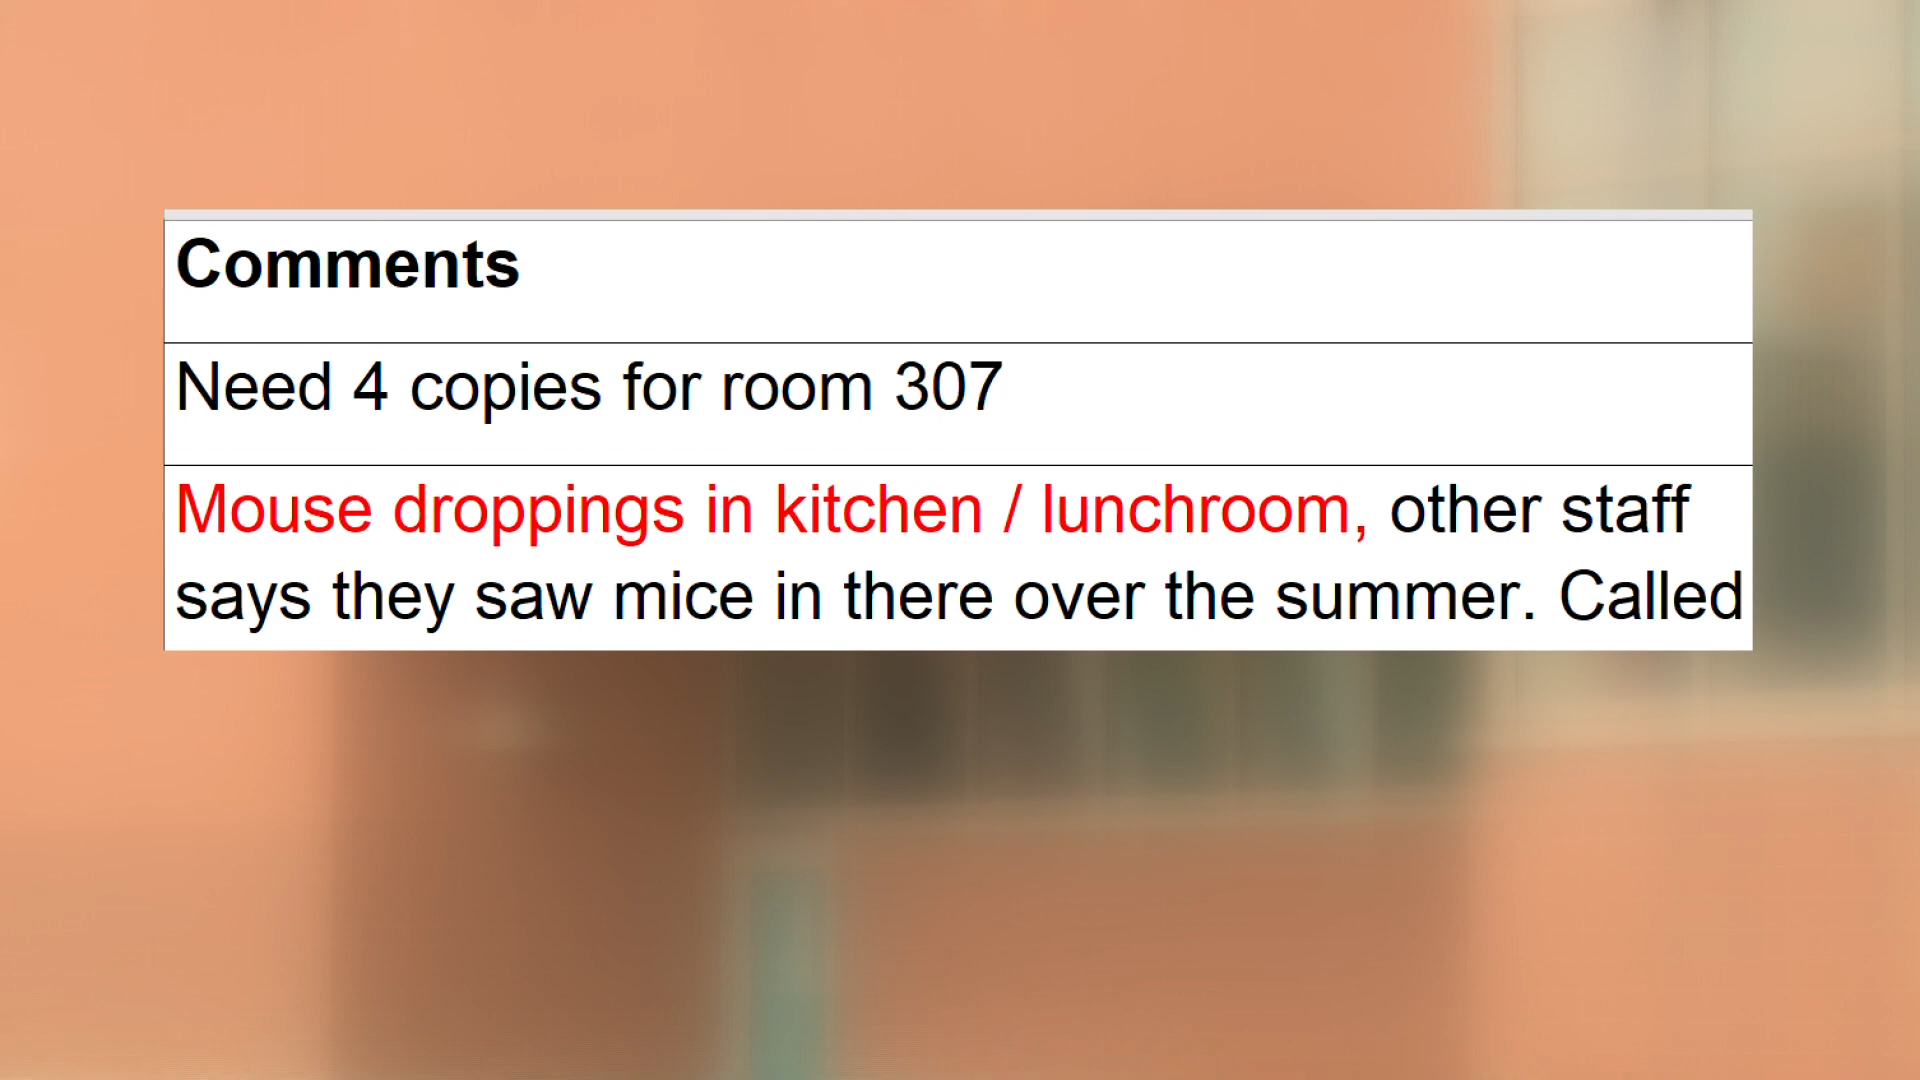 Comments
Need 4 copies for room 307
Mouse droppings in kitchen / lunchroom, other staff
says they saw mice in there over the summer. Called